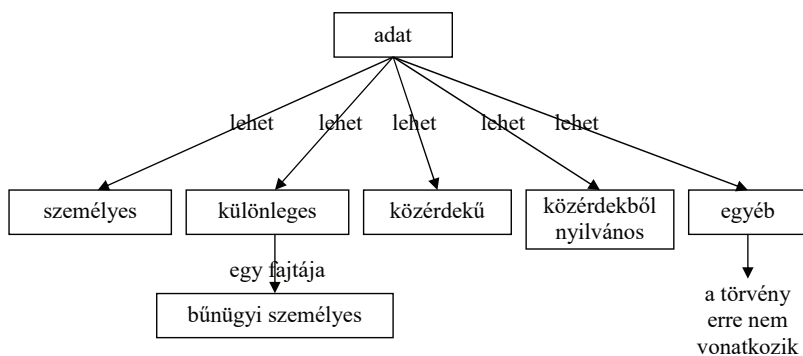 adat
lehet lehet lehet lehet lehet
személyes
különleges
közérdekű
közérdekből
nyilvános
egyéb
egy fajtája
bűnügyi személyes
a törvény
erre nem
vonatkozik